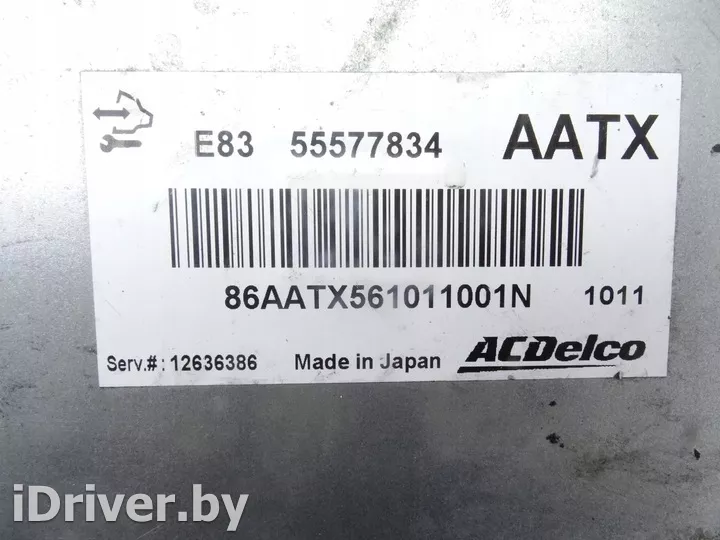 E83 55577834 AATX
86AATX561011001N 1011
Serv.#: 12636386 Made in Japan ACDelco
iDriver.by